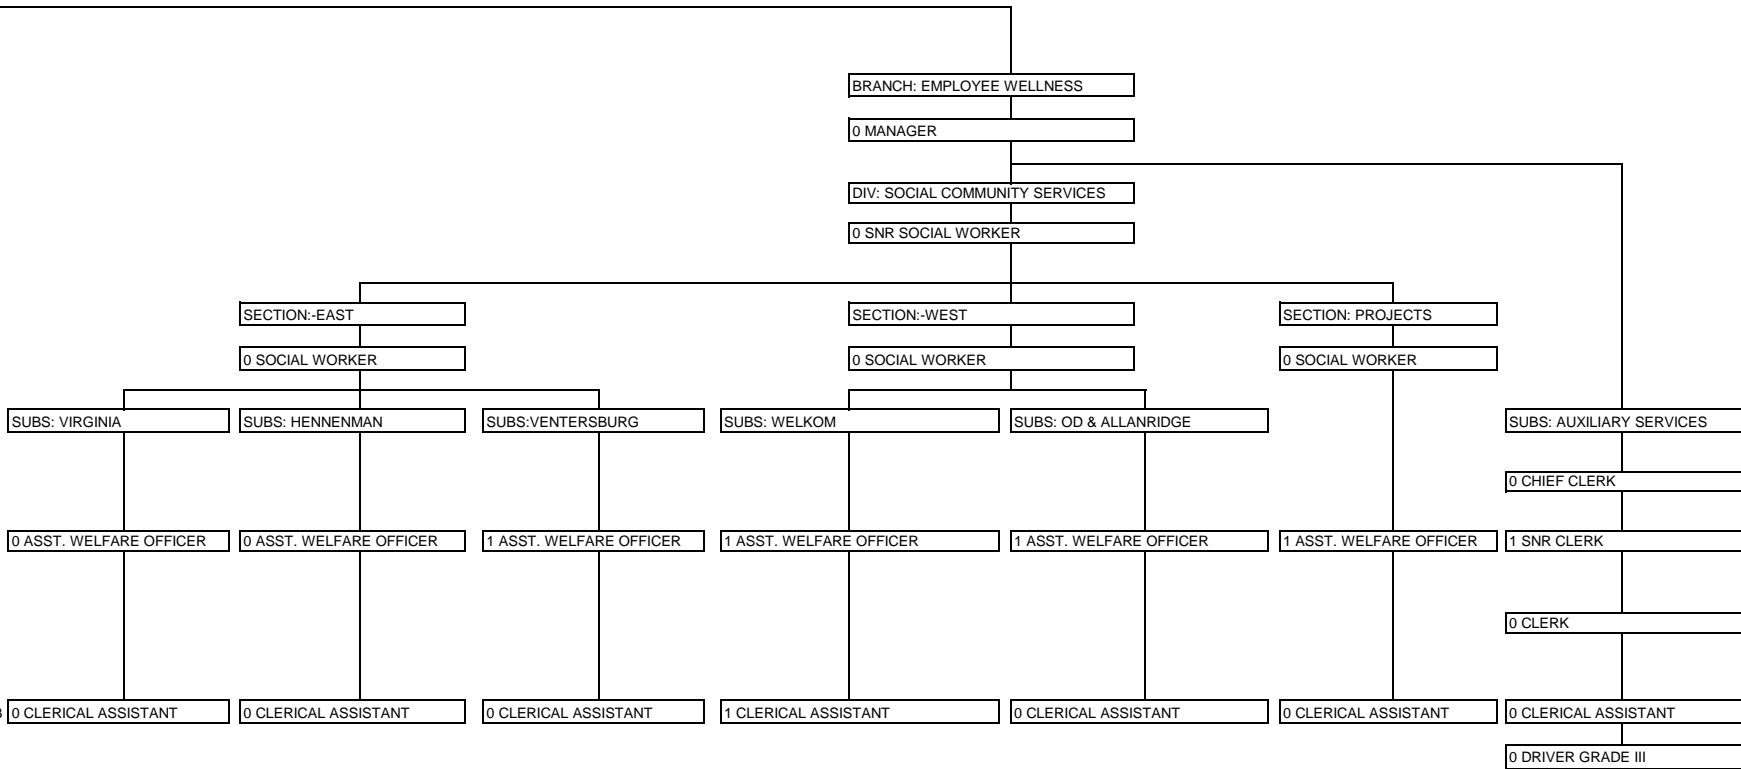 BRANCH: EMPLOYEE WELLNESS
0 MANAGER
DIV: SOCIAL COMMUNITY SERVICES
0 SNR SOCIAL WORKER
SECTION:-EAST
SECTION:-WEST
SECTION: PROJECTS
0 SOCIAL WORKER
0 SOCIAL WORKER
0 SOCIAL WORKER
SUBS: VIRGINIA
SUBS: HENNENMAN
SUBS:VENTERSBURG
SUBS: WELKOM
SUBS: OD & ALLANRIDGE
SUBS: AUXILIARY SERVICES
0 CHIEF CLERK
0 ASST. WELFARE OFFICER
0 ASST. WELFARE OFFICER
1 ASST. WELFARE OFFICER
1 ASST. WELFARE OFFICER
1 ASST. WELFARE OFFICER
1 ASST. WELFARE OFFICER
1 SNR CLERK
0 CLERK
0 CLERICAL ASSISTANT
0 CLERICAL ASSISTANT
0 CLERICAL ASSISTANT
1 CLERICAL ASSISTANT
0 CLERICAL ASSISTANT
0 CLERICAL ASSISTANT
0 CLERICAL ASSISTANT
0 DRIVER GRADE III